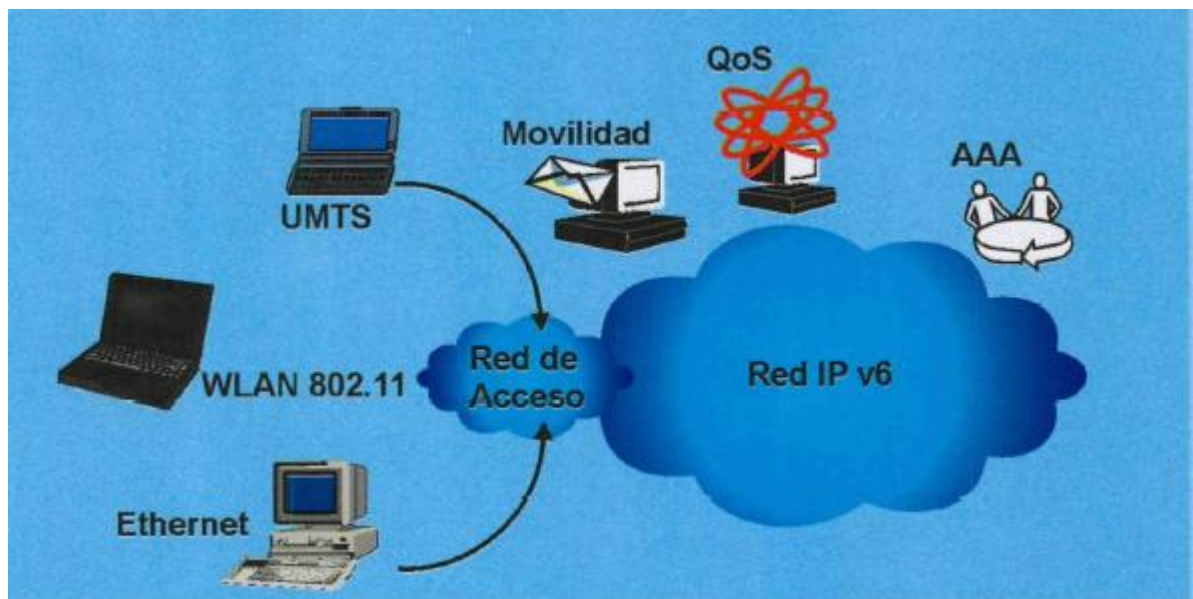 QoS
Movilidad
AAA
UMTS
Red de
Acceso
Red IP v6
WLAN 802.11
Ethernet